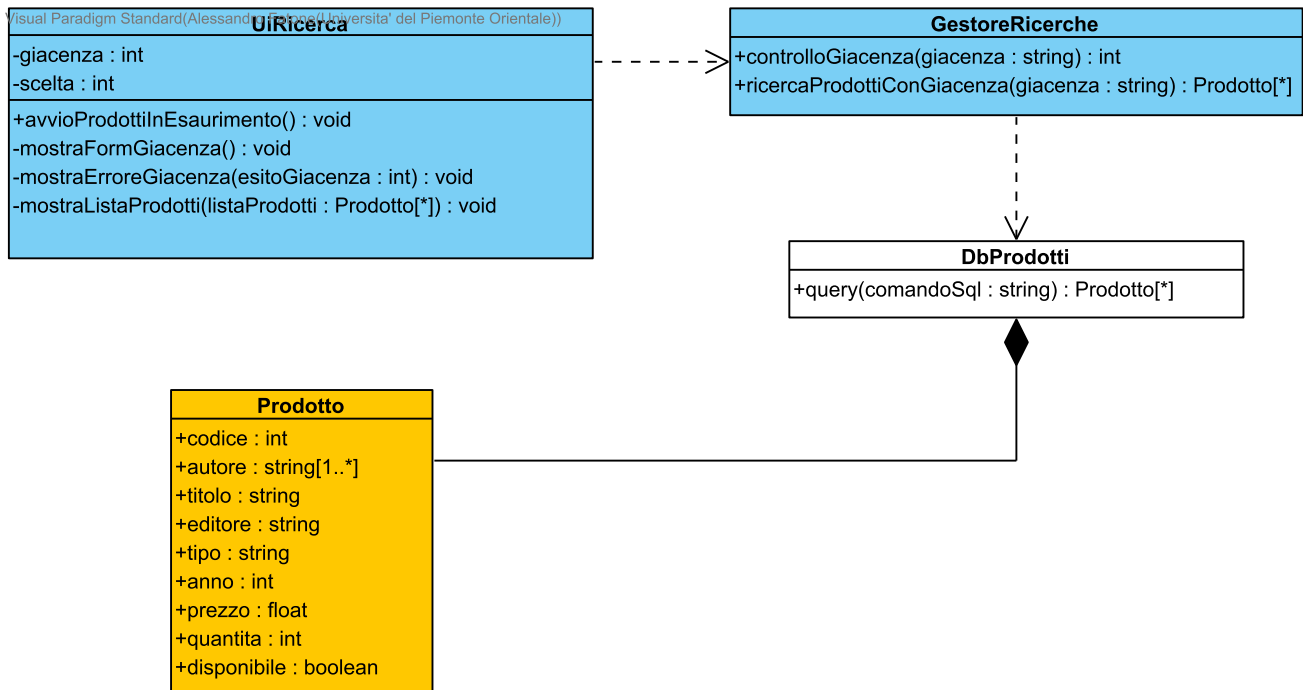 Visual Paradigm Standard(Alessandro Fatone(Universita' del Piemonte Orientale))
UiRicerca
-giacenza : int
-scelta : int
+avvioProdottiInEsaurimento() : void
-mostraFormGiacenza() : void
-mostraErroreGiacenza(esitoGiacenza : int) : void
-mostraListaProdotti(listaProdotti : Prodotto[*]) : void
GestoreRicerche
+controlloGiacenza(giacenza : string) : int
+ricercaProdottiConGiacenza(giacenza : string) : Prodotto[*]
DbProdotti
+query(comandoSql : string) : Prodotto[*]
Prodotto
+codice : int
+autore : string[1..*]
+titolo : string
+editore : string
+tipo : string
+anno : int
+prezzo : float
+quantita : int
+disponibile : boolean